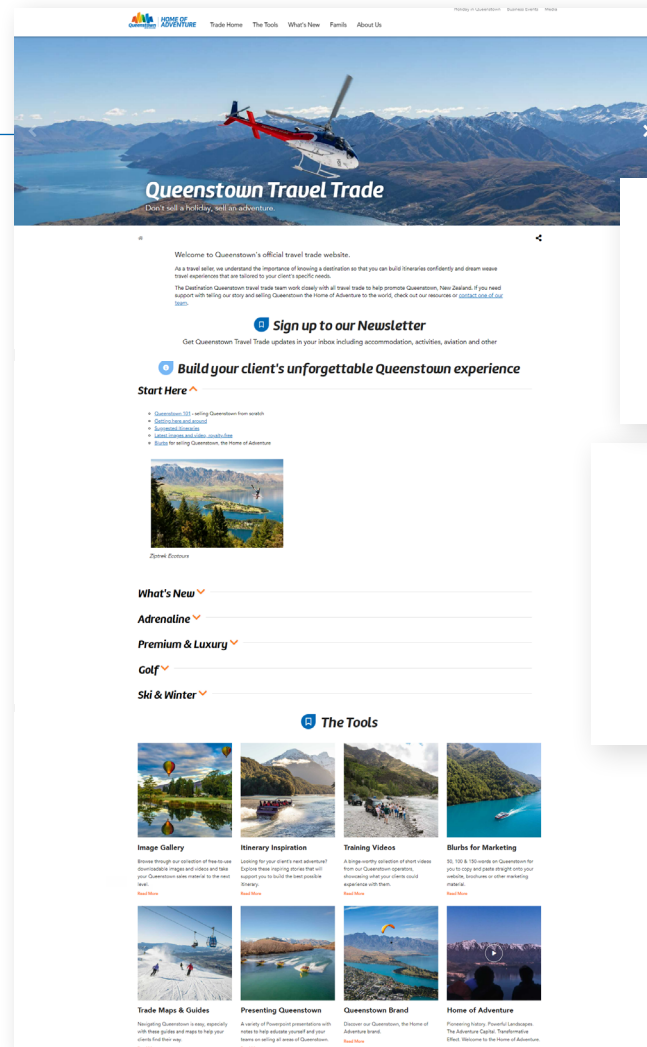 Holiday in Queenstown Business Events Media
Queenstown HOME OF ADVENTURE
Trade Home The Tools What's New Famils About Us
Queenstown Travel Trade
Don't sell a holiday, sell an adventure.
Welcome to Queenstown's official travel trade website.
As a travel seller, we understand the importance of knowing a destination so that you can build itineraries confidently and dream weave
travel experiences that are tailored to your client's specific needs.
The Destination Queenstown travel trade team work closely with all travel trade to help promote Queenstown, New Zealand. If you need
support with telling our story and selling Queenstown the Home of Adventure to the world, check out our resources or contact one of our
team.
Sign up to our Newsletter
Get Queenstown Travel Trade updates in your inbox including accommodation, activities, aviation and other
Build your client's unforgettable Queenstown experience
Start Here
Queenstown 101 - selling Queenstown from scratch
Getting here and around
Suggested itineraries
Latest images and video, royalty-free
Blurbs for selling Queenstown, the Home of Adventure
Ziptrek Ecotours
What's New
Adrenaline
Premium & Luxury
Golf
Ski & Winter
The Tools
Image Gallery
Browse through our collection of free-to-use
downloadable images and videos and take
your Queenstown sales material to the next
level.
Read More
Itinerary Inspiration
Looking for your client's next adventure?
Explore these inspiring stories that will
support you to build the best possible
itinerary.
Read More
Training Videos
A binge-worthy collection of short videos
from our Queenstown operators,
showcasing what your clients could
experience with them.
Read More
Blurbs for Marketing
50, 100 & 150-words on Queenstown for
you to copy and paste straight onto your
website, brochures or other marketing
material.
Read More
Trade Maps & Guides
Navigating Queenstown is easy, especially
with these guides and maps to help your
clients find their way.
Presenting Queenstown
A variety of Powerpoint presentations with
notes to help educate yourself and your
teams on selling all areas of Queenstown.
Queenstown Brand
Discover our Queenstown, the Home of
Adventure brand.
Read More
Home of Adventure
Pioneering history. Powerful Landscapes.
The Adventure Capital. Transformative
Effect. Welcome to the Home of Adventure.